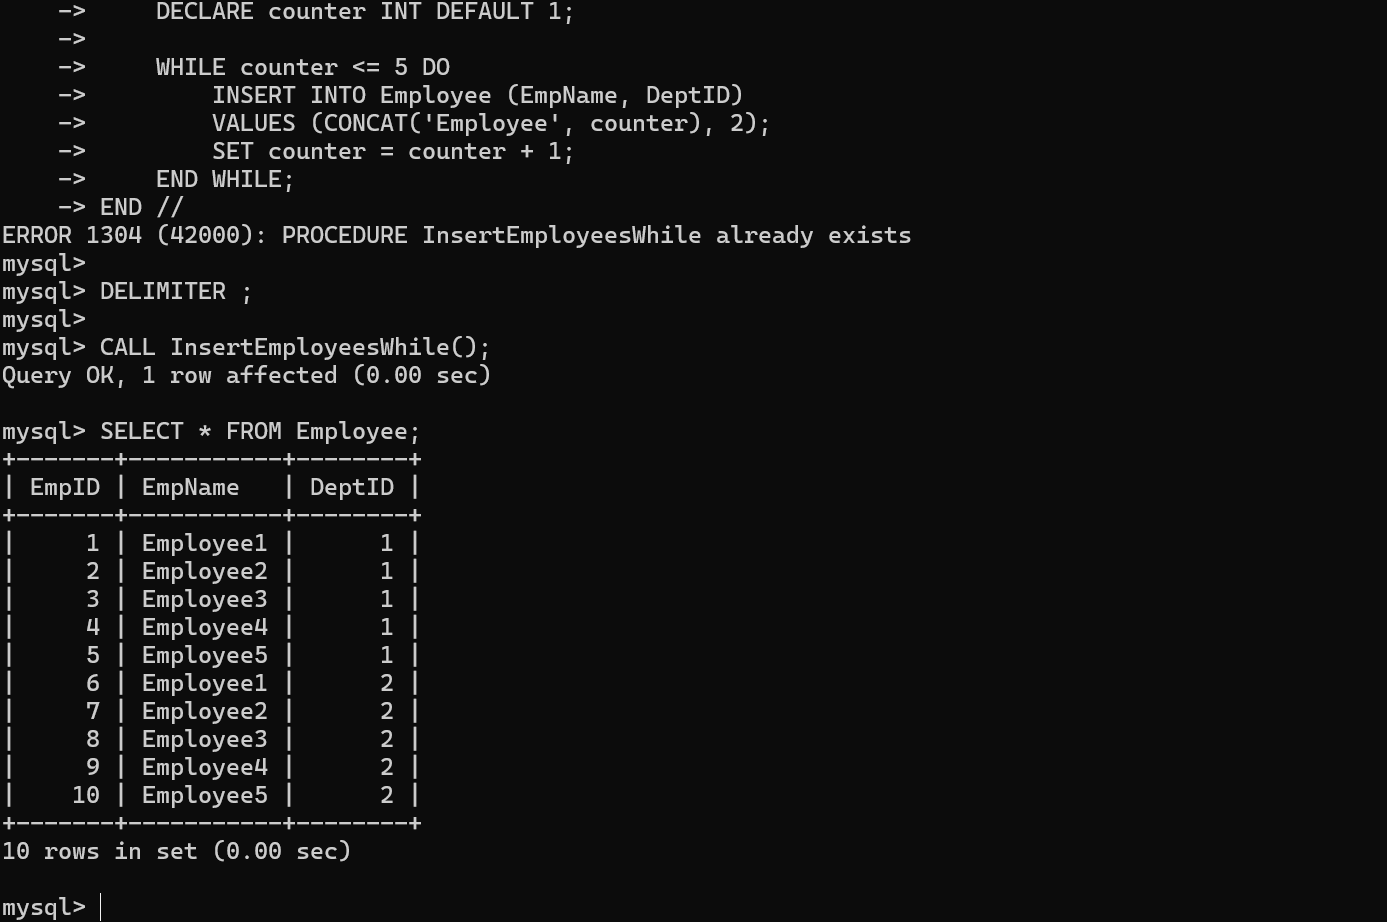 ->     DECLARE counter INT DEFAULT 1;
    ->
    ->     WHILE counter <= 5 DO
    ->         INSERT INTO Employee (EmpName, DeptID)
    ->         VALUES (CONCAT('Employee', counter), 2);
    ->         SET counter = counter + 1;
    ->     END WHILE;
    -> END //
ERROR 1304 (42000): PROCEDURE InsertEmployeesWhile already exists
mysql>
mysql> DELIMITER ;
mysql>
mysql> CALL InsertEmployeesWhile();
Query OK, 1 row affected (0.00 sec)

mysql> SELECT * FROM Employee;
+-------+-----------+--------+
| EmpID | EmpName   | DeptID |
+-------+-----------+--------+
|     1 | Employee1 |      1 |
|     2 | Employee2 |      1 |
|     3 | Employee3 |      1 |
|     4 | Employee4 |      1 |
|     5 | Employee5 |      1 |
|     6 | Employee1 |      2 |
|     7 | Employee2 |      2 |
|     8 | Employee3 |      2 |
|     9 | Employee4 |      2 |
|    10 | Employee5 |      2 |
+-------+-----------+--------+
10 rows in set (0.00 sec)

mysql>